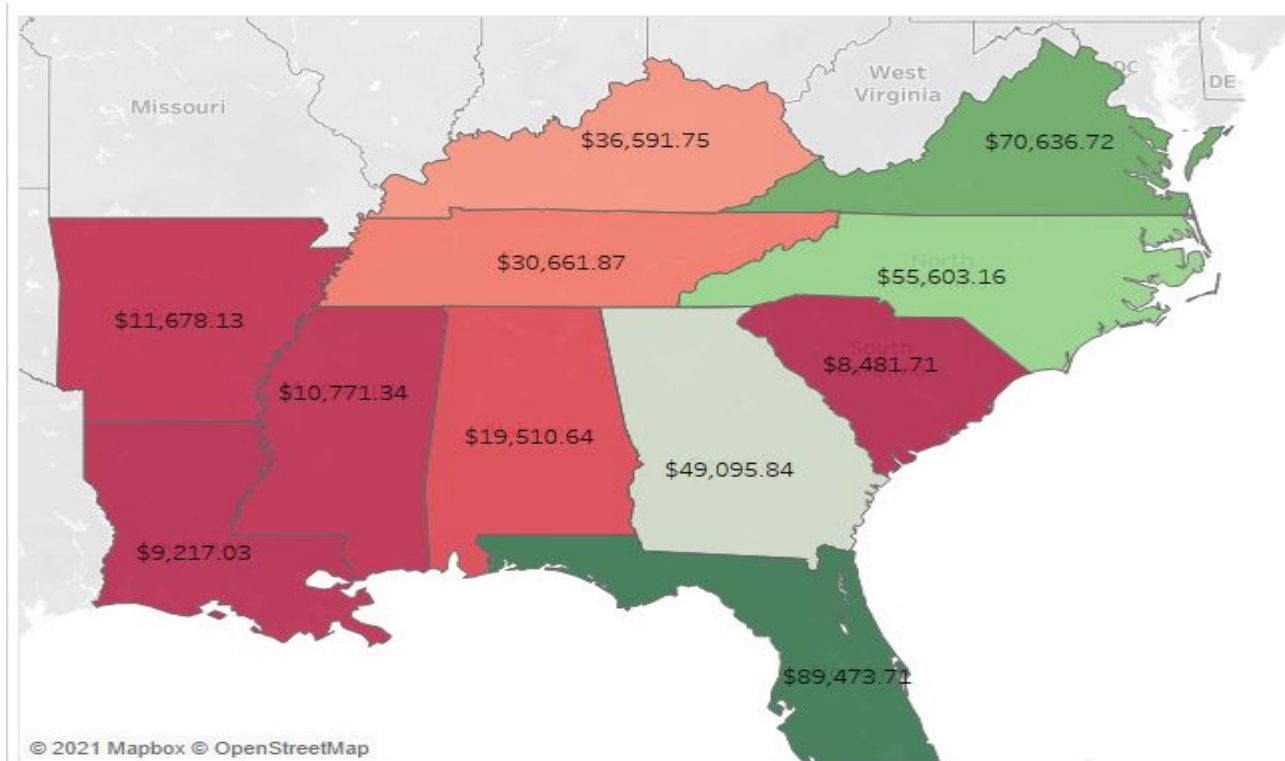 West
Virginia
DC
DE
Missouri
$36,591.75
$70,636.72
$30,661.87
North
$55,603.16
$11,678.13
South
$8,481.71
$10,771.34
$19,510.64
$49,095.84
$9,217.03
$89,473.71
© 2021 Mapbox © OpenStreetMap